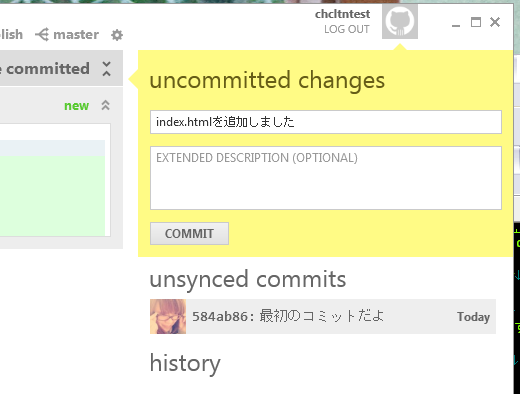 chcltntest
lish master LOG OUT
e committed
uncommitted changes
new
index.htmlを追加しました
EXTENDED DESCRIPTION (OPTIONAL)
COMMIT
unsynced commits
584ab86: 最初のコミットだよ Today
history